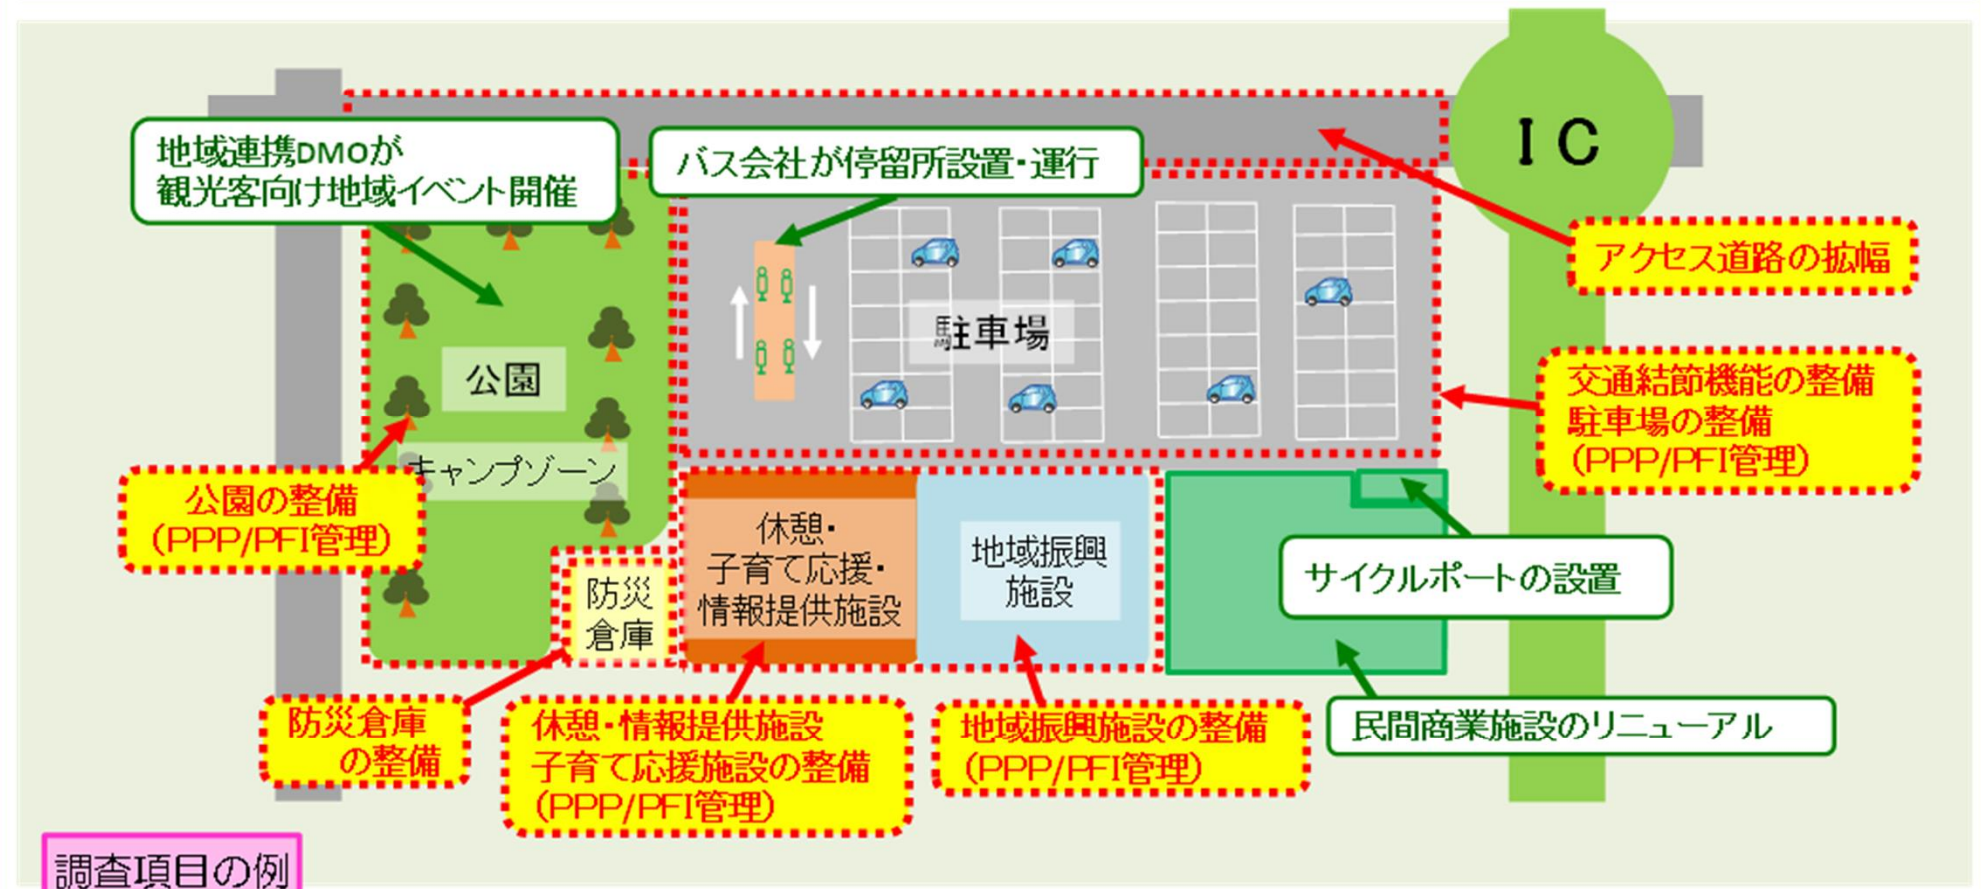 地域連携DMOが
観光客向け地域イベント開催
バス会社が停留所設置・運行
IC
アクセス道路の拡幅
駐車場
公園
交通結節機能の整備
駐車場の整備
(PPP/PFI管理)
キャンプゾーン
公園の整備
(PPP/PFI管理)
休憩・
子育て応援・
情報提供施設
地域振興
施設
サイクルポートの設置
防災
倉庫
防災倉庫
の整備
休憩・情報提供施設
子育て応援施設の整備
(PPP/PFI管理)
地域振興施設の整備
(PPP/PFI管理)
民間商業施設のリニューアル
調査項目の例